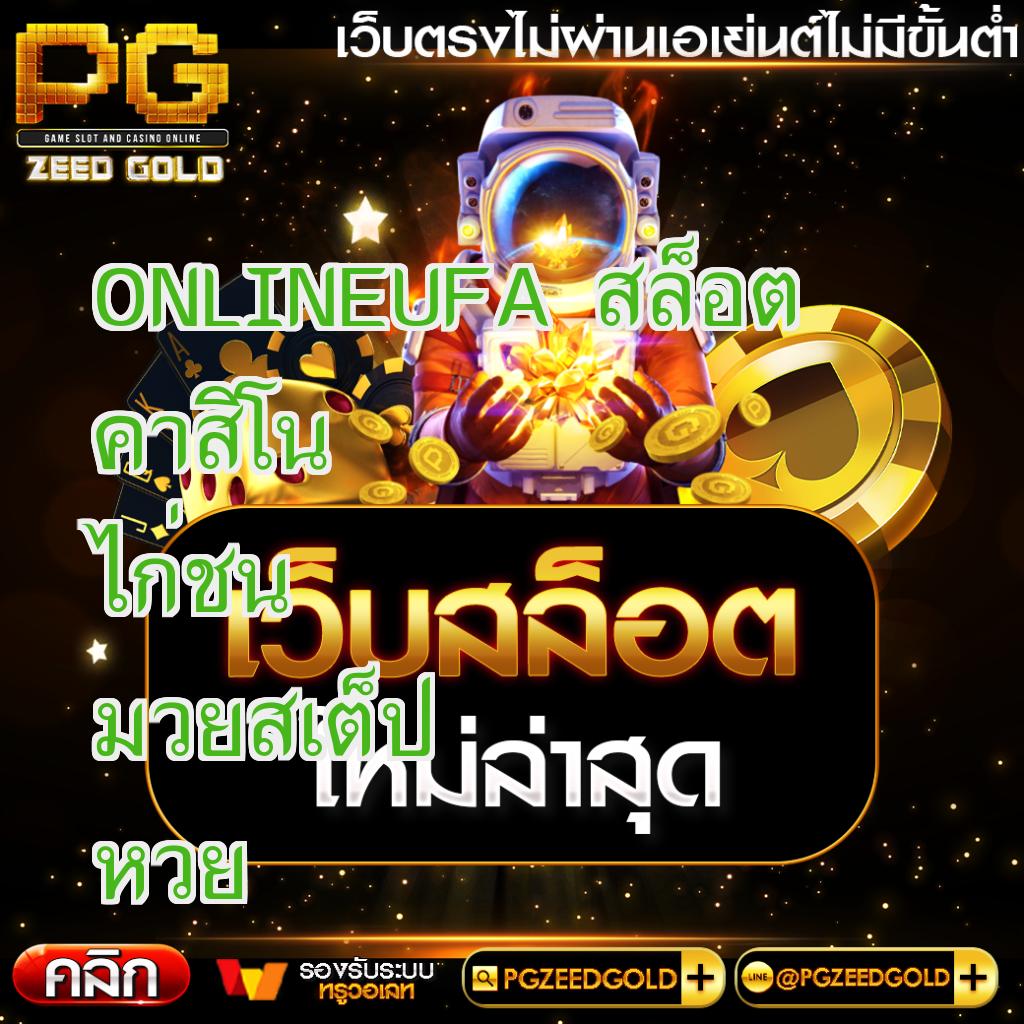 เว็บตรงไม่ผ่านเอเย่นต์ไม่มีขั้นต่ำ
PG
GAME SLOT AND CASINO ONLINE
ZEED GOLD
ONLINEUFA สล็อต
คาสิโน
ไก่ชน
เว็บสล็อต
มวยสเต็ป
ใหม่ล่าสุด
หวย
คลิก
รองรับระบบ
ทรูวอเลท
PGZEEDGOLD +
LINE @PGZEEDGOLD +